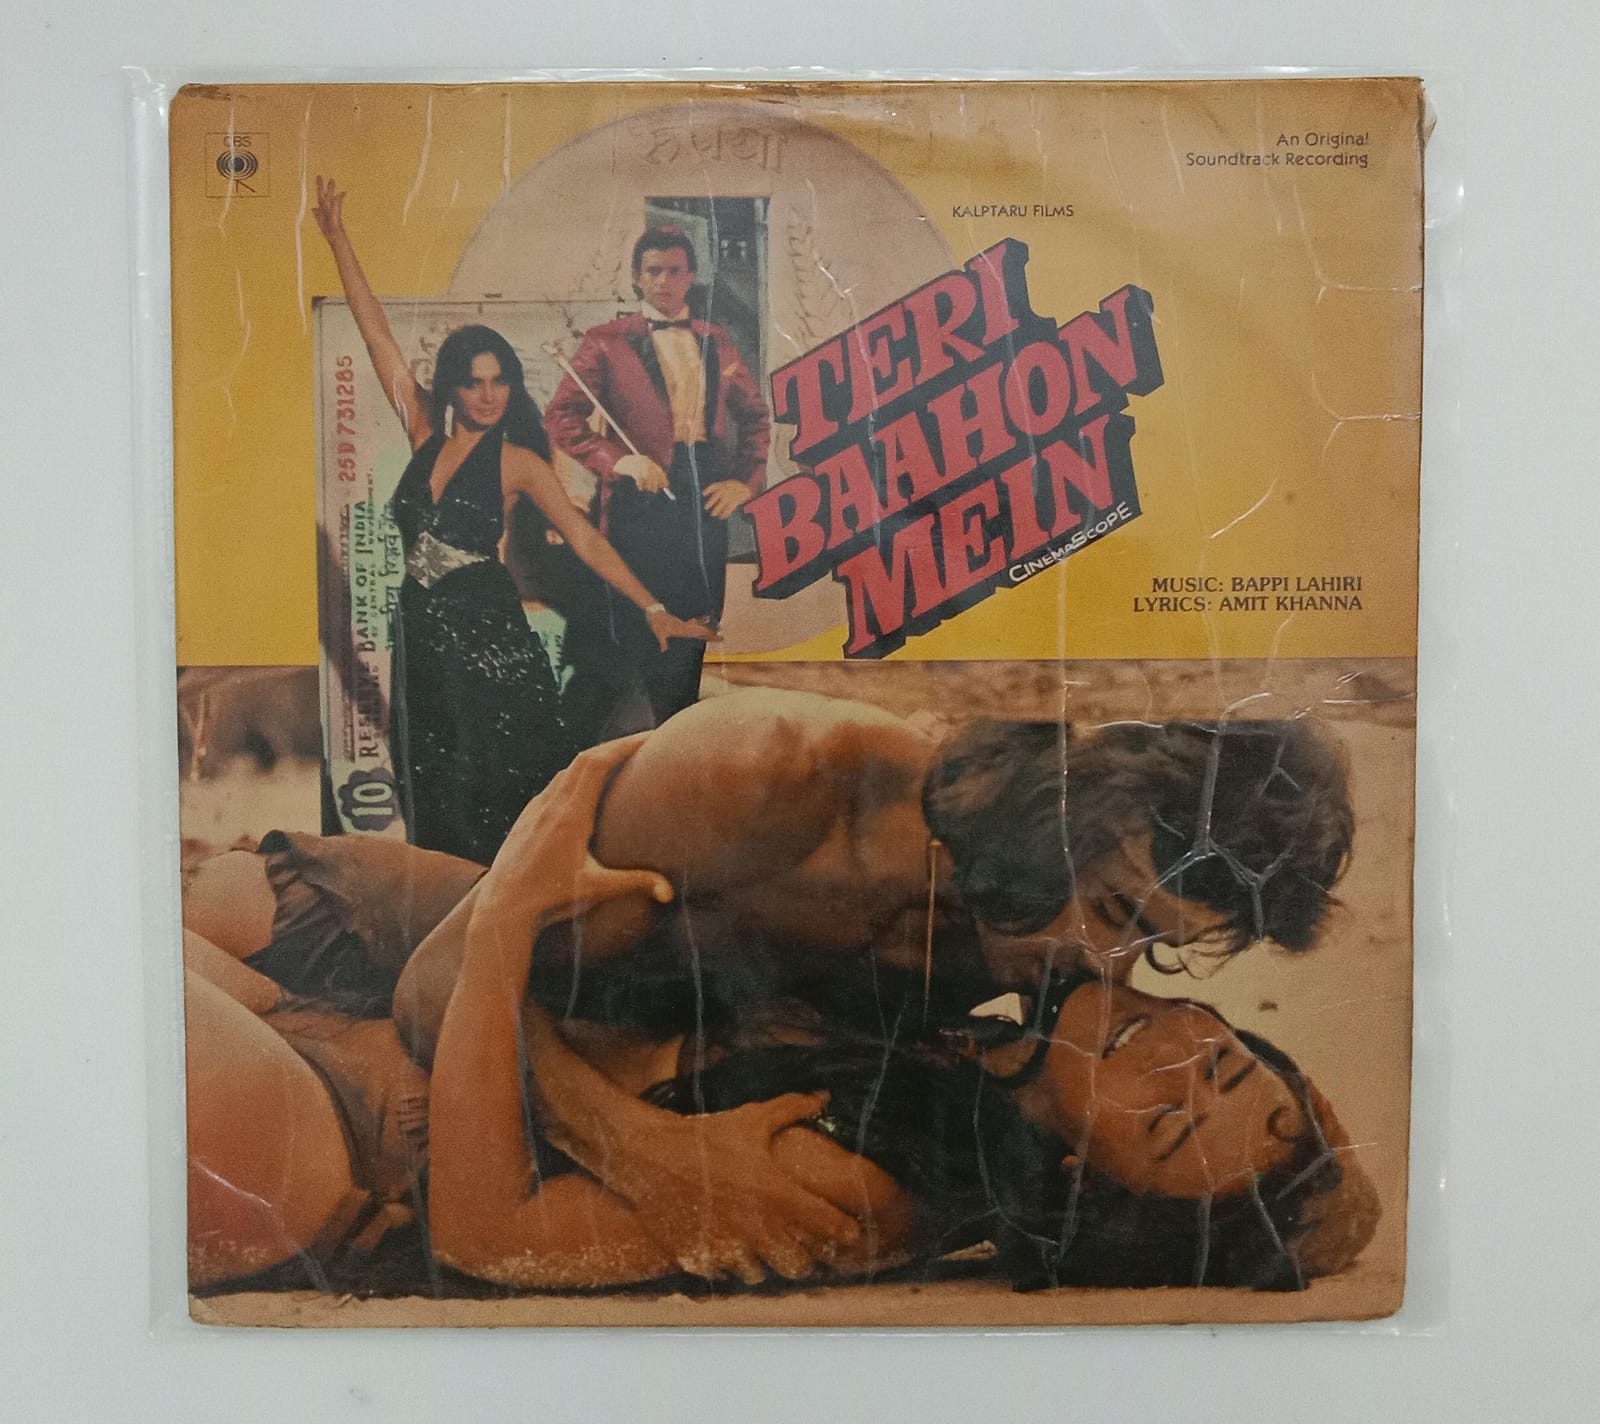 CBS
An Original
Soundtrack Recording
KALPTARU FILMS
TERI
BAAHON
MEIN
CINEMASCOPE
MUSIC: BAPPI LAHIRI
LYRICS: AMIT KHANNA
25D 731285
RESERVE BANK OF INDIA
10